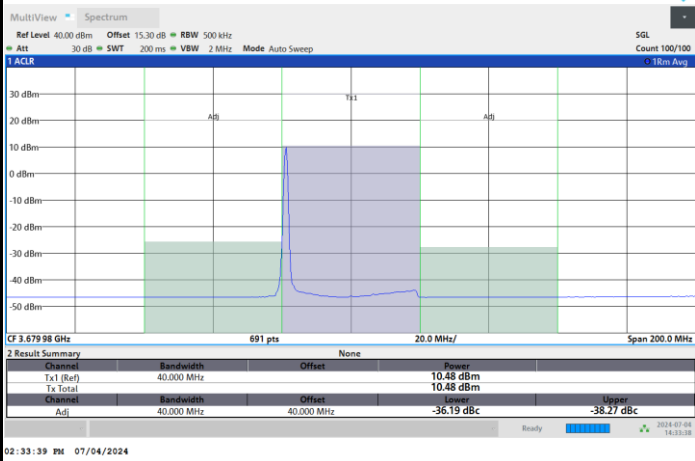 MultiView Spectrum
Ref Level 40.00 dBm Offset 15.30 dB RBW 500 kHz SGL
Att 30 dB SWT 200 ms VBW 2 MHz Mode Auto Sweep Count 100/100
1 ACLR 1Rm Avg
30 dBm
Tx1
20 dBm
Adj Adj
10 dBm
0 dBm
-10 dBm
-20 dBm
-30 dBm
-40 dBm
-50 dBm
CF 3.67998 GHz 691 pts 20.0 MHz/ Span 200.0 MHz
2 Result Summary None
Channel Bandwidth Offset Power
Tx1 (Ref) 40.000 MHz 10.48 dBm
Tx Total 10.48 dBm
Channel Bandwidth Offset Lower Upper
Adj 40.000 MHz 40.000 MHz -36.19 dBc -38.27 dBc
Ready 2024-07-04
14:33:38
02:33:39 PM 07/04/2024